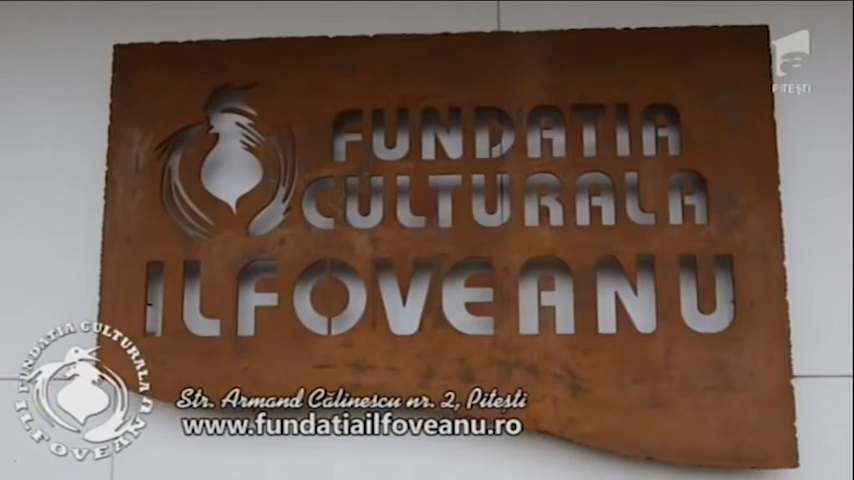 PITEȘTI
FUNDATIA
CULTURALA
ILFOVEANU
FUNDATIA CULTURALA
ILFOVEANU
Str. Armand Călinescu nr. 2, Pitești
www.fundatiailfoveanu.ro